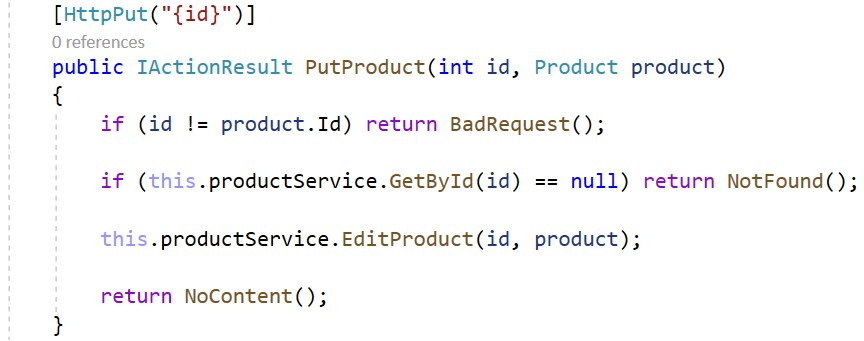 [HttpPut("{id}")]
0 references
public IActionResult PutProduct(int id, Product product)
{
if (id != product.Id) return BadRequest();
if (this.productService.GetById(id) == null) return NotFound();
this.productService.EditProduct(id, product);
return NoContent();
}